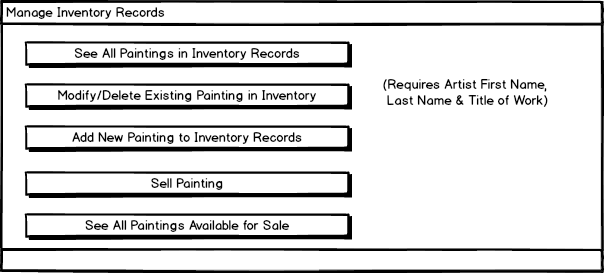 Manage Inventory Records
See All Paintings in Inventory Records
Modify/Delete Existing Painting in Inventory
(Requires Artist First Name,
Last Name & Title of Work)
Add New Painting to Inventory Records
Sell Painting
See All Paintings Available for Sale